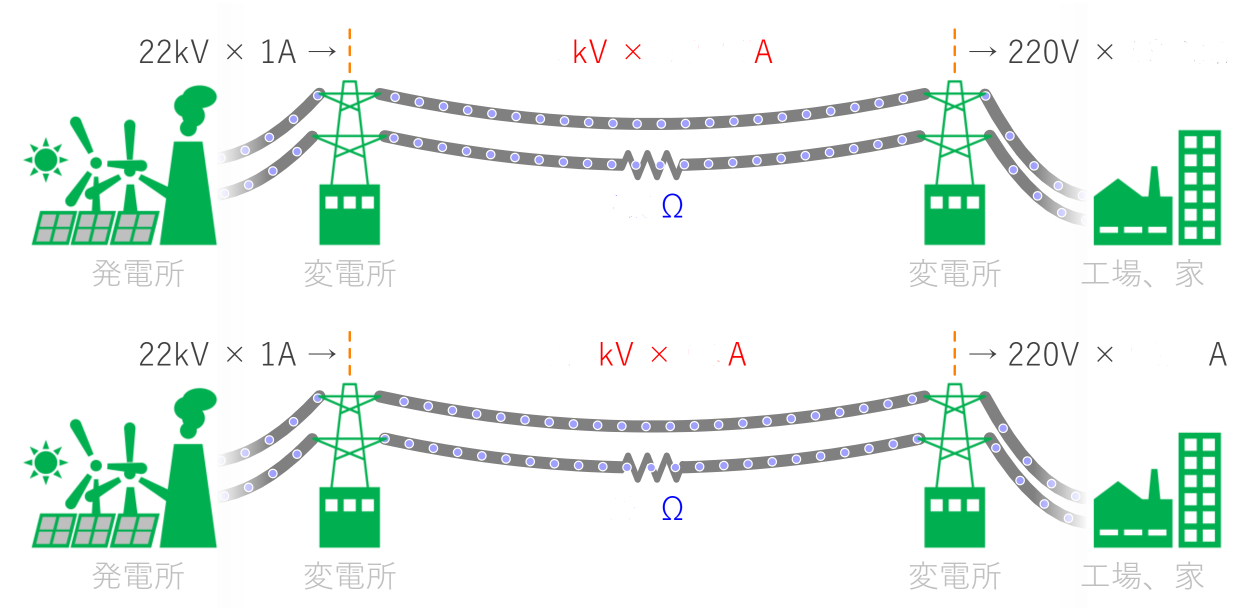 22kV × 1A → kV × A → 220V ×
Ω
発電所 変電所 変電所 工場、家
22kV × 1A → kV × A → 220V × A
Ω
発電所 変電所 変電所 工場、家